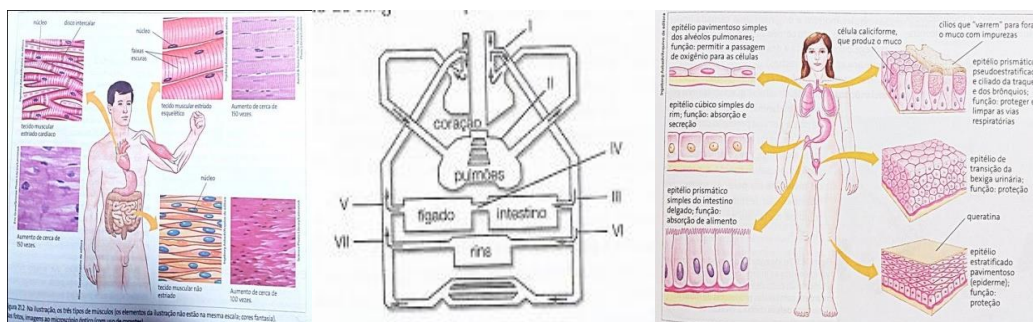 núcleo
disco intercalar
núcleo
faixas
escuras
tecido muscular
estriado cardíaco
tecido muscular estriado
esquelético
Aumento de cerca de
150 vezes.
núcleo
Aumento de cerca de
150 vezes.
tecido muscular não
estriado
Aumento de cerca de
100 vezes.
21.2 Na ilustração, os três tipos de músculos (os elementos da ilustração não estão na mesma escala; cores fantasia).
fotos, imagens ao microscópio óptico
I
II
coração
IV
pulmões
V
III
fígado
intestino
VII
VI
rins
epitélio pavimentoso simples
dos alvéolos pulmonares;
função: permitir a passagem
de oxigênio para as células
epitélio cúbico simples do
rim; função: absorção e
secreção
epitélio prismático
simples do intestino
delgado; função:
absorção de alimento
célula caliciforme,
que produz o muco
cílios que "varrem" para fora
o muco com impurezas
epitélio prismático
pseudoestratificado
e ciliado da traqueia
e dos brônquios;
função: proteger e
limpar as vias
respiratórias
epitélio de
transição da
bexiga urinária;
função: proteção
queratina
epitélio
estratificado
pavimentoso
(epiderme);
função:
proteção